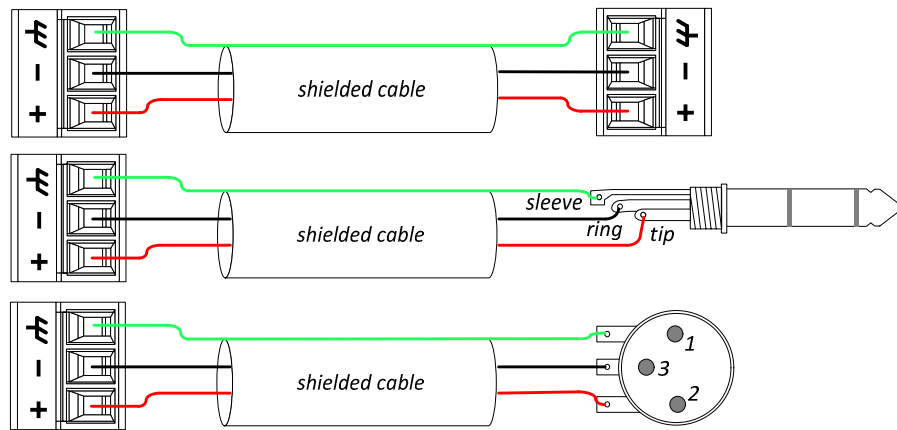 -
+
shielded cable
-
+
-
+
shielded cable
sleeve
ring
tip
-
+
shielded cable
1
3
2